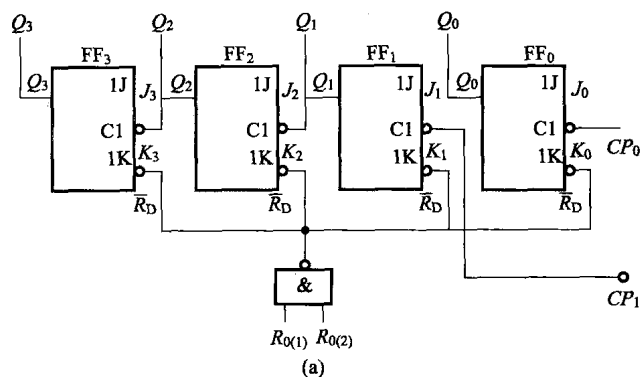 Q3 Q2 Q1 Q0
FF3 FF2 FF1 FF0
Q3 1J J3 Q2 1J J2 Q1 1J J1 Q0 1J J0
C1 C1 C1 C1
CP0
1K K3 1K K2 1K K1 1K K0
R̅D R̅D R̅D R̅D
&
CP1
R0(1) R0(2)
(a)